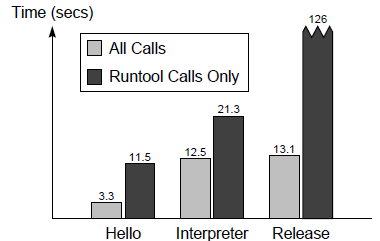 Time (secs)
126
All Calls
Runtool Calls Only
21.3
12.5
13.1
11.5
3.3
Hello Interpreter Release